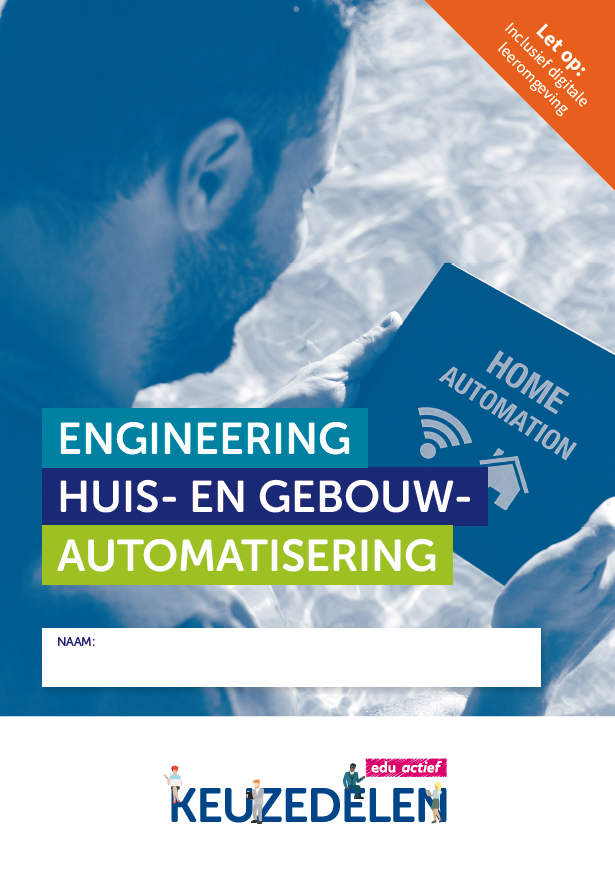 Let op:
Inclusief digitale
leeromgeving
HOME
AUTOMATION
ENGINEERING
HUIS- EN GEBOUW-
AUTOMATISERING
NAAM:
edu actief
KEUZEDELEN